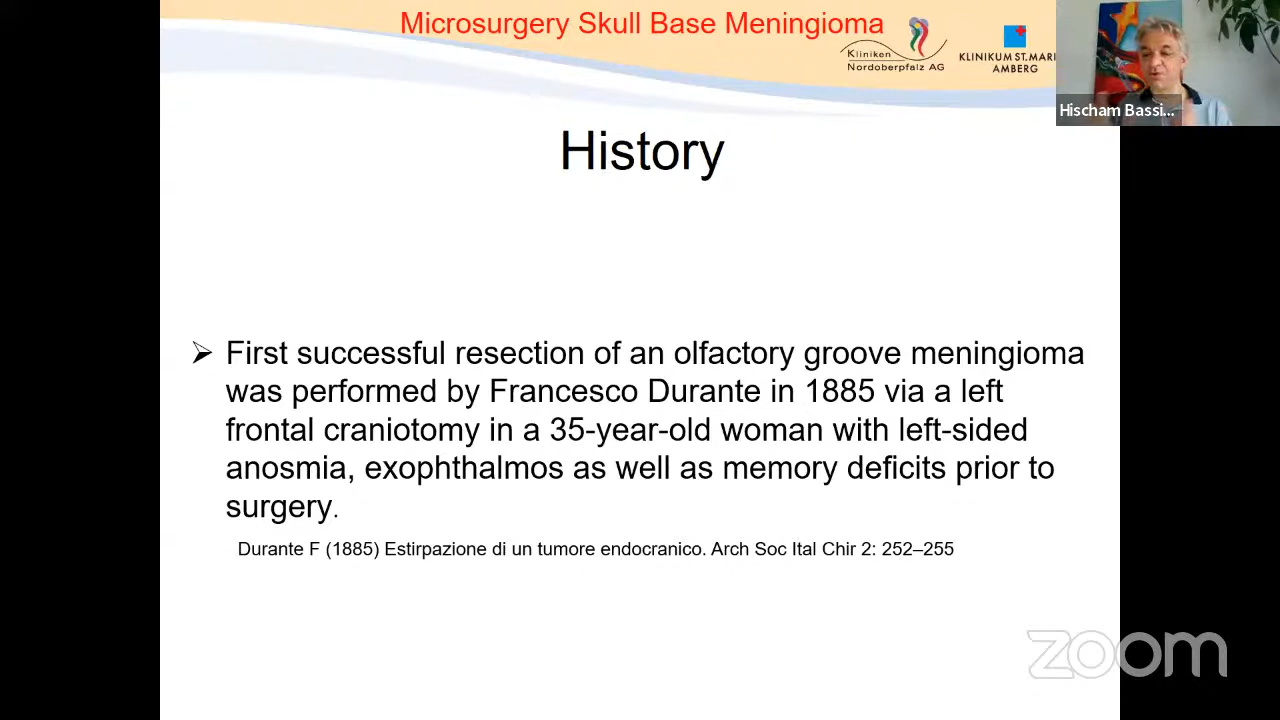 Microsurgery Skull Base Meningioma
Kliniken
Nordoberpfalz AG
KLINIKUM ST.MARI
AMBERG
Hischam Bassi...
History
➢ First successful resection of an olfactory groove meningioma
was performed by Francesco Durante in 1885 via a left
frontal craniotomy in a 35-year-old woman with left-sided
anosmia, exophthalmos as well as memory deficits prior to
surgery.
Durante F (1885) Estirpazione di un tumore endocranico. Arch Soc Ital Chir 2: 252–255
zoom